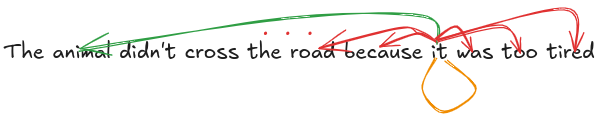 The animal didn't cross the road because it was too tired